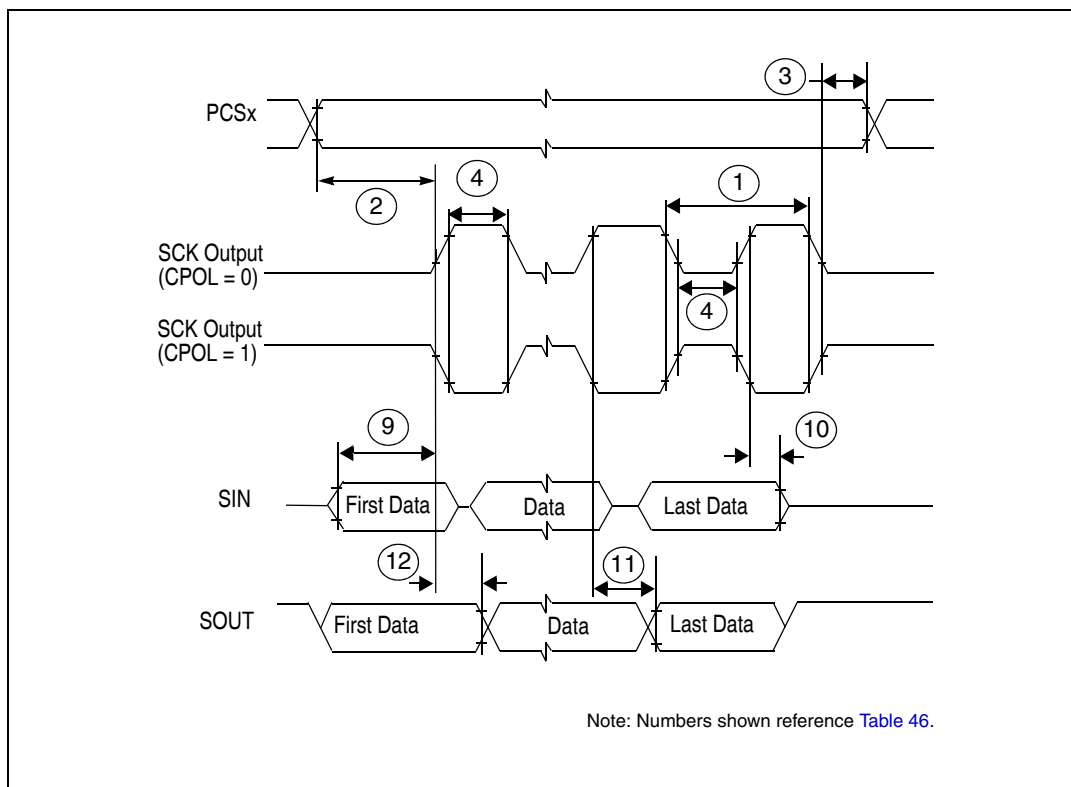 3
PCSx
2
4
1
SCK Output
(CPOL = 0)
4
SCK Output
(CPOL = 1)
9
10
SIN
First Data
Data
Last Data
12
11
SOUT
First Data
Data
Last Data
Note: Numbers shown reference Table 46.